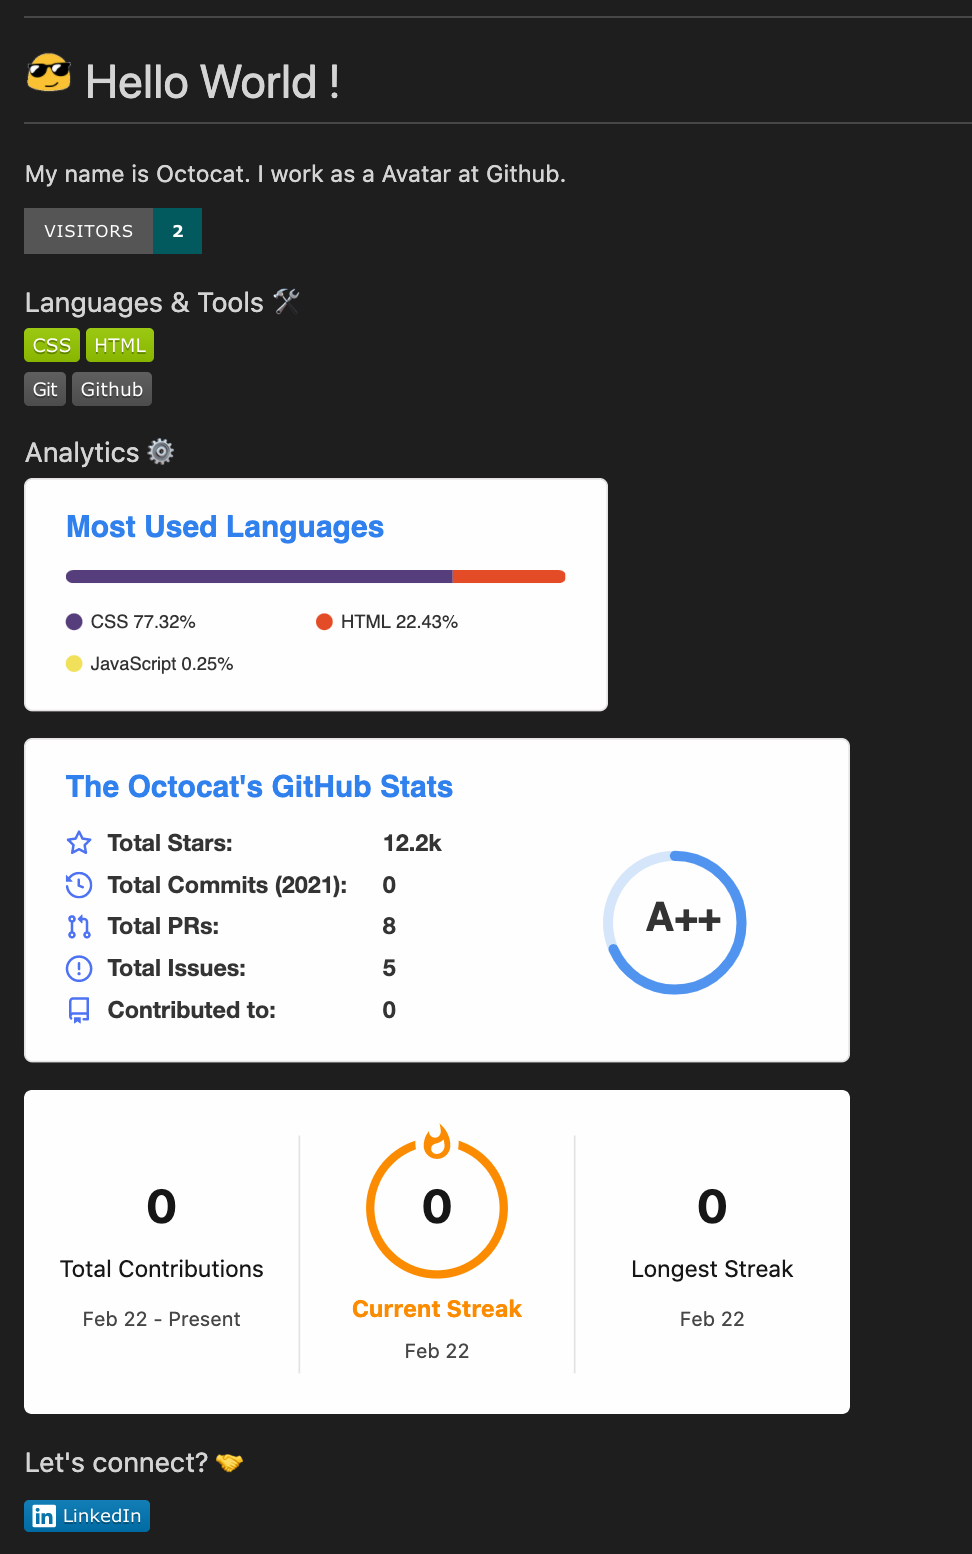 😎 Hello World !
My name is Octocat. I work as a Avatar at Github.
VISITORS 2
Languages & Tools 🛠
CSS HTML
Git Github
Analytics ⚙️
Most Used Languages
CSS 77.32% HTML 22.43%
JavaScript 0.25%
The Octocat's GitHub Stats
Total Stars: 12.2k
Total Commits (2021): 0
Total PRs: 8
Total Issues: 5
Contributed to: 0
A++
0
Total Contributions
Feb 22 - Present
0
Current Streak
Feb 22
0
Longest Streak
Feb 22
Let's connect? 🤝
in LinkedIn